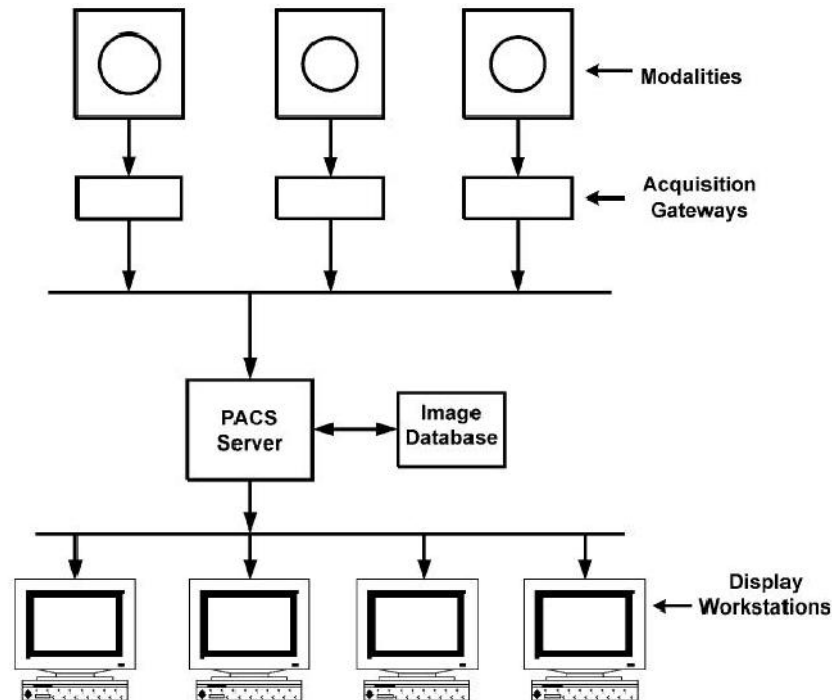 Modalities
Acquisition
Gateways
PACS
Server
Image
Database
Display
Workstations